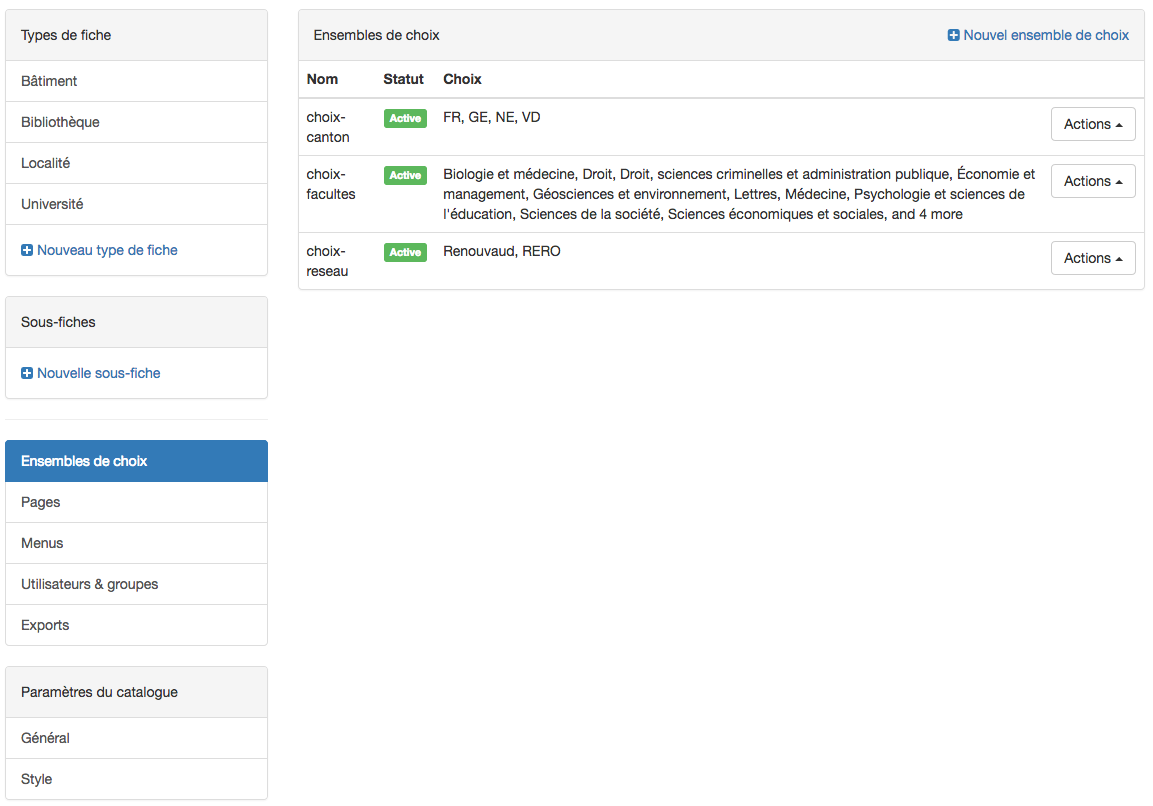 Types de fiche
Bâtiment
Bibliothèque
Localité
Université
Nouveau type de fiche
Sous-fiches
Nouvelle sous-fiche
Ensembles de choix
Pages
Menus
Utilisateurs & groupes
Exports
Paramètres du catalogue
Général
Style
Ensembles de choix Nouvel ensemble de choix
Nom Statut Choix
choix-
canton
Active
FR, GE, NE, VD
Actions
choix-
facultes
Active
Biologie et médecine, Droit, Droit, sciences criminelles et administration publique, Économie et
management, Géosciences et environnement, Lettres, Médecine, Psychologie et sciences de
l'éducation, Sciences de la société, Sciences économiques et sociales, and 4 more
Actions
choix-
reseau
Active
Renouvaud, RERO
Actions